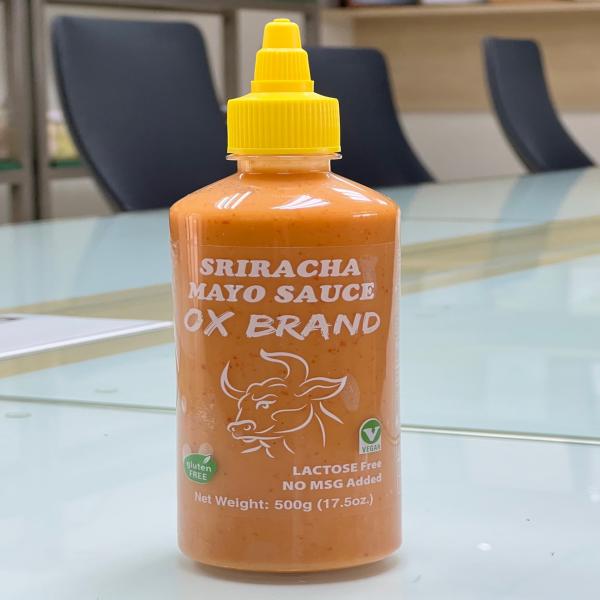 SRIRACHA
MAYO SAUCE
OX BRAND
VEGAN
gluten
FREE
LACTOSE Free
NO MSG Added
Net Weight: 500g (17.5oz.)